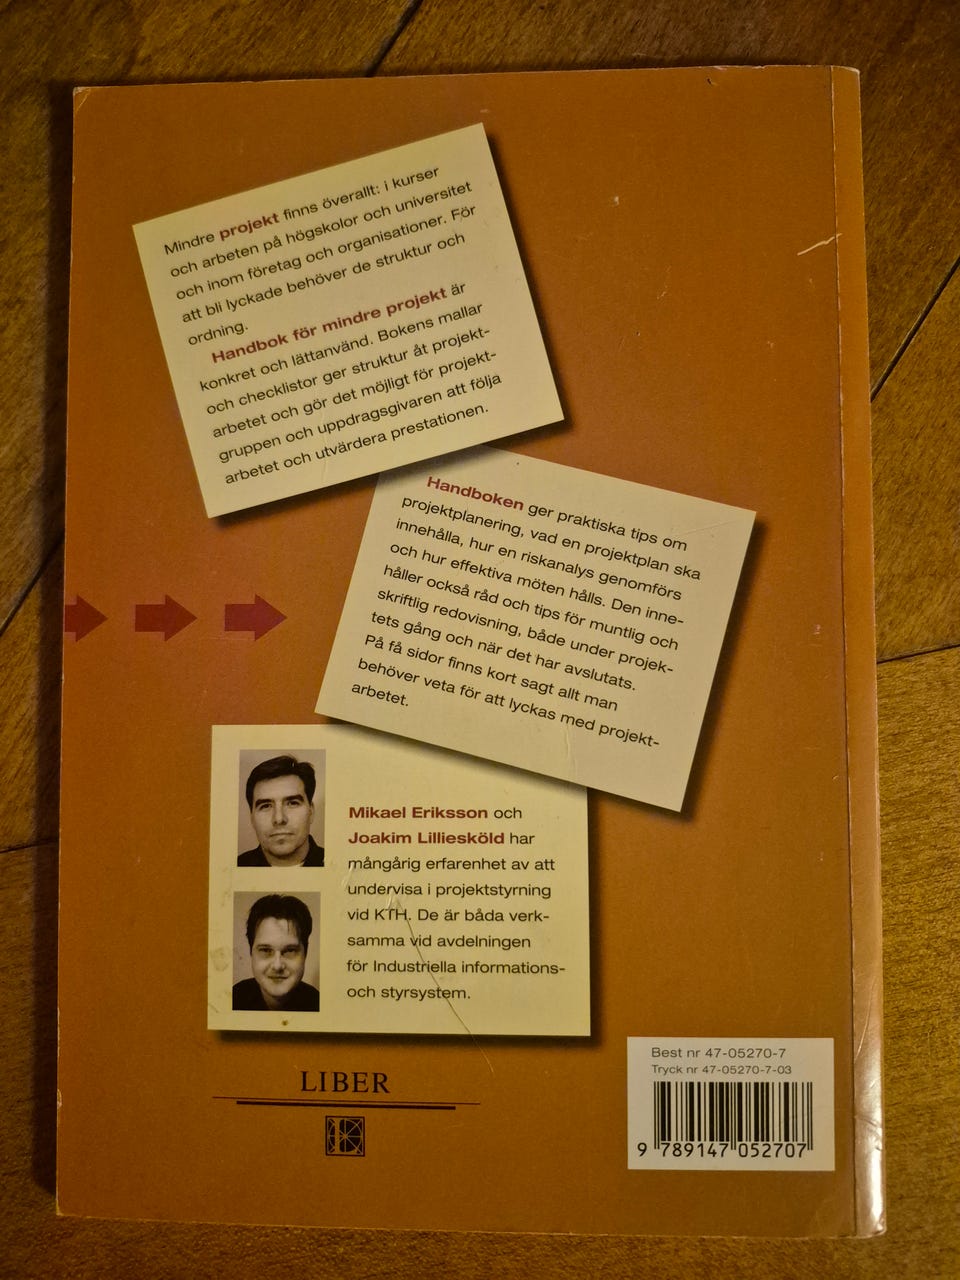 Mindre projekt finns överallt: i kurser
och arbeten på högskolor och universitet
och inom företag och organisationer. För
att bli lyckade behöver de struktur och
ordning.
Handbok för mindre projekt är
konkret och lättanvänd. Bokens mallar
och checklistor ger struktur åt projekt-
arbetet och gör det möjligt för projekt-
gruppen och uppdragsgivaren att följa
arbetet och utvärdera prestationen.
Handboken ger praktiska tips om
projektplanering, vad en projektplan ska
innehålla, hur en riskanalys genomförs
och hur effektiva möten hålls. Den inne-
håller också råd och tips för muntlig och
skriftlig redovisning, både under projek-
tets gång och när det har avslutats.
På få sidor finns kort sagt allt man
behöver veta för att lyckas med projekt-
arbetet.
Mikael Eriksson och
Joakim Lilliesköld har
mångårig erfarenhet av att
undervisa i projektstyrning
vid KTH. De är båda verk-
samma vid avdelningen
för Industriella informations-
och styrsystem.
LIBER
Best nr 47-05270-7
Tryck nr 47-05270-7-03
9 789147 052707